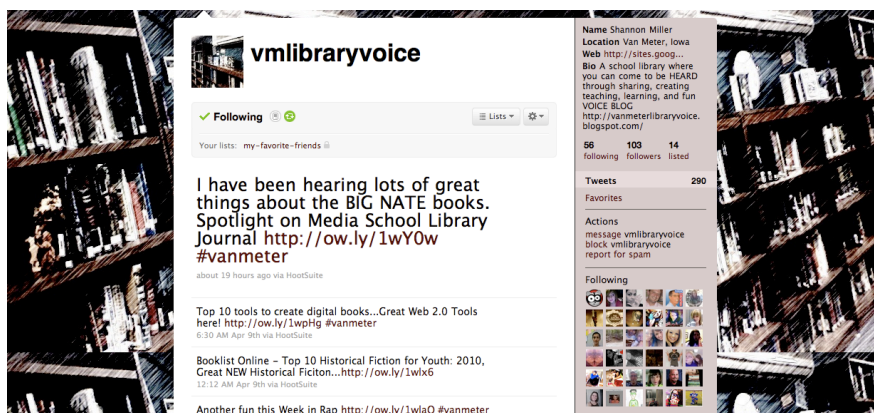 vmlibraryvoice
Following
Lists
Your lists: my-favorite-friends
I have been hearing lots of great
things about the BIG NATE books.
Spotlight on Media School Library
Journal http://ow.ly/1wY0w
#vanmeter
about 19 hours ago via HootSuite
Top 10 tools to create digital books...Great Web 2.0 Tools
here! http://ow.ly/1wpHg #vanmeter
6:30 AM Apr 9th via HootSuite
Booklist Online - Top 10 Historical Fiction for Youth: 2010,
Great NEW Historical Ficiton...http://ow.ly/1wlx6
12:12 AM Apr 9th via HootSuite
Another fun this Week in Rap http://ow.ly/1wlaO #vanmeter
Name Shannon Miller
Location Van Meter, Iowa
Web http://sites.goog...
Bio A school library where
you can come to be HEARD
through sharing, creating
teaching, learning, and fun
VOICE BLOG
http://vanmeterlibraryvoice.
blogspot.com/
56 103 14
following followers listed
Tweets 290
Favorites
Actions
message vmlibraryvoice
block vmlibraryvoice
report for spam
Following